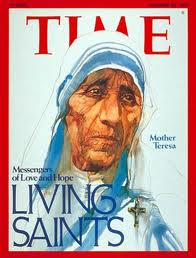 TIME
Mother
Teresa
Messengers
of Love and Hope
LIVING
SAINTS